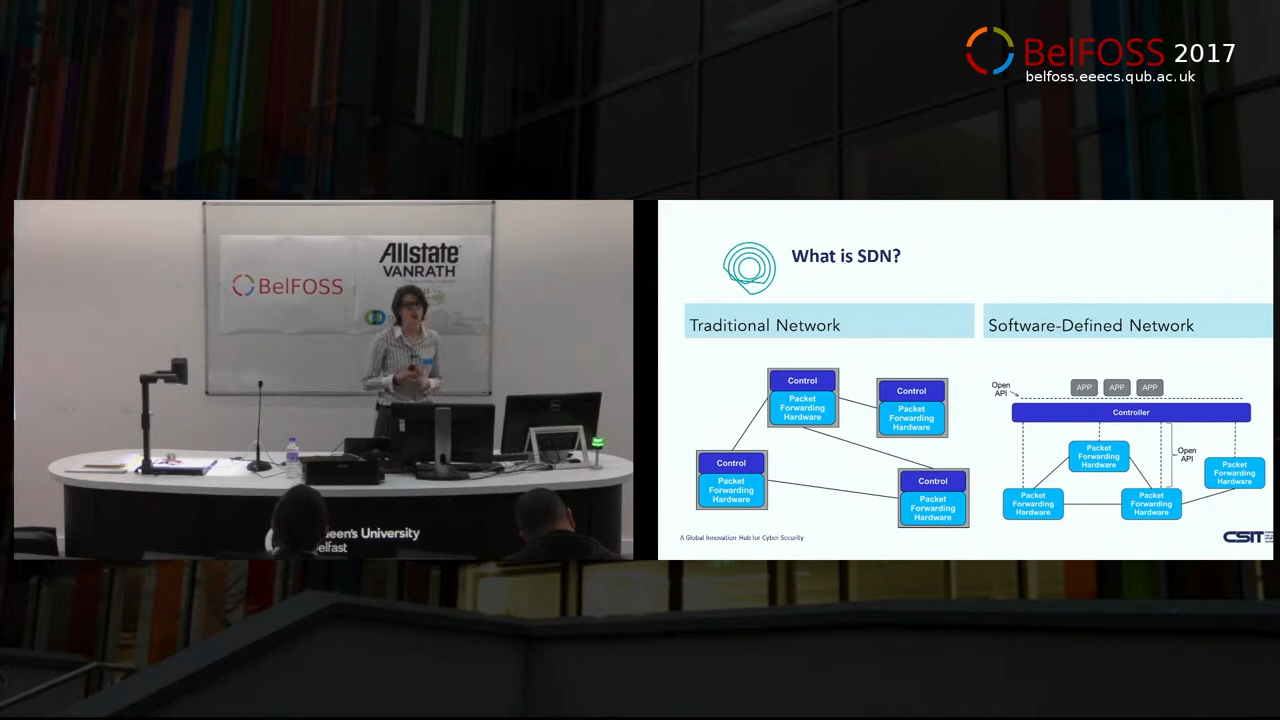 BelFOSS 2017
belfoss.eeecs.qub.ac.uk
BelFOSS
Allstate
VANRATH
Queen's University
Belfast
What is SDN?
Traditional Network
Control
Packet
Forwarding
Hardware
Control
Packet
Forwarding
Hardware
Control
Packet
Forwarding
Hardware
Control
Packet
Forwarding
Hardware
Software-Defined Network
Open
API
APP
APP
APP
Controller
Open
API
Packet
Forwarding
Hardware
Packet
Forwarding
Hardware
Packet
Forwarding
Hardware
Packet
Forwarding
Hardware
A Global Innovation Hub for Cyber Security
CSIT